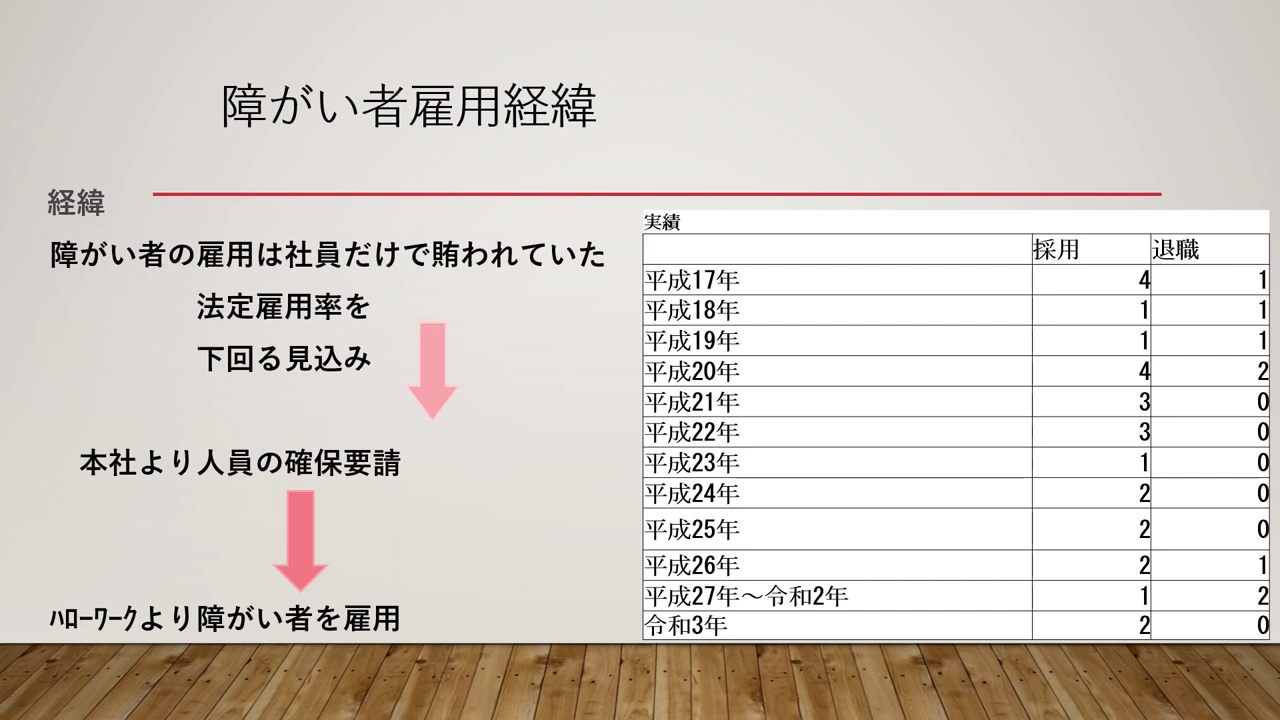 障がい者雇用経緯
経緯
障がい者の雇用は社員だけで賄われていた
法定雇用率を
下回る見込み
本社より人員の確保要請
ﾊﾛｰﾜｰｸより障がい者を雇用
実績
採用 退職
平成17年 4 1
平成18年 1 1
平成19年 1 1
平成20年 4 2
平成21年 3 0
平成22年 3 0
平成23年 1 0
平成24年 2 0
平成25年 2 0
平成26年 2 1
平成27年～令和2年 1 2
令和3年 2 0